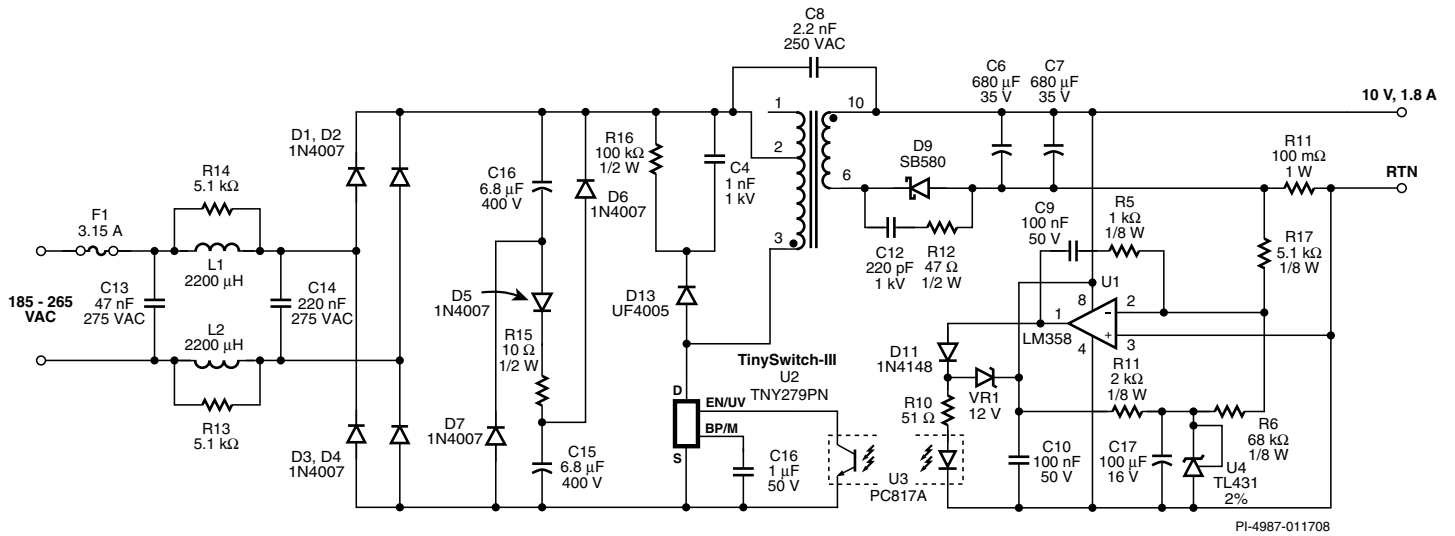 C8
2.2 nF
250 VAC
C6
680 µF
35 V
C7
680 µF
35 V
10 V, 1.8 A
1
2
3
10
6
D1, D2
1N4007
R16
100 kΩ
1/2 W
C4
1 nF
1 kV
D9
SB580
R11
100 mΩ
1 W
RTN
R14
5.1 kΩ
C16
6.8 µF
400 V
D6
1N4007
F1
3.15 A
L1
2200 µH
C12
220 pF
1 kV
R12
47 Ω
1/2 W
C9
100 nF
50 V
R5
1 kΩ
1/8 W
R17
5.1 kΩ
1/8 W
185 - 265
VAC
C13
47 nF
275 VAC
C14
220 nF
275 VAC
L2
2200 µH
R13
5.1 kΩ
D5
1N4007
R15
10 Ω
1/2 W
D13
UF4005
U1
8
1
2
-
+
3
4
LM358
D3, D4
1N4007
D7
1N4007
C15
6.8 µF
400 V
TinySwitch-III
U2
TNY279PN
D
EN/UV
BP/M
S
C16
1 µF
50 V
U3
PC817A
D11
1N4148
R10
51 Ω
VR1
12 V
R11
2 kΩ
1/8 W
C10
100 nF
50 V
C17
100 µF
16 V
R6
68 kΩ
1/8 W
U4
TL431
2%
PI-4987-011708